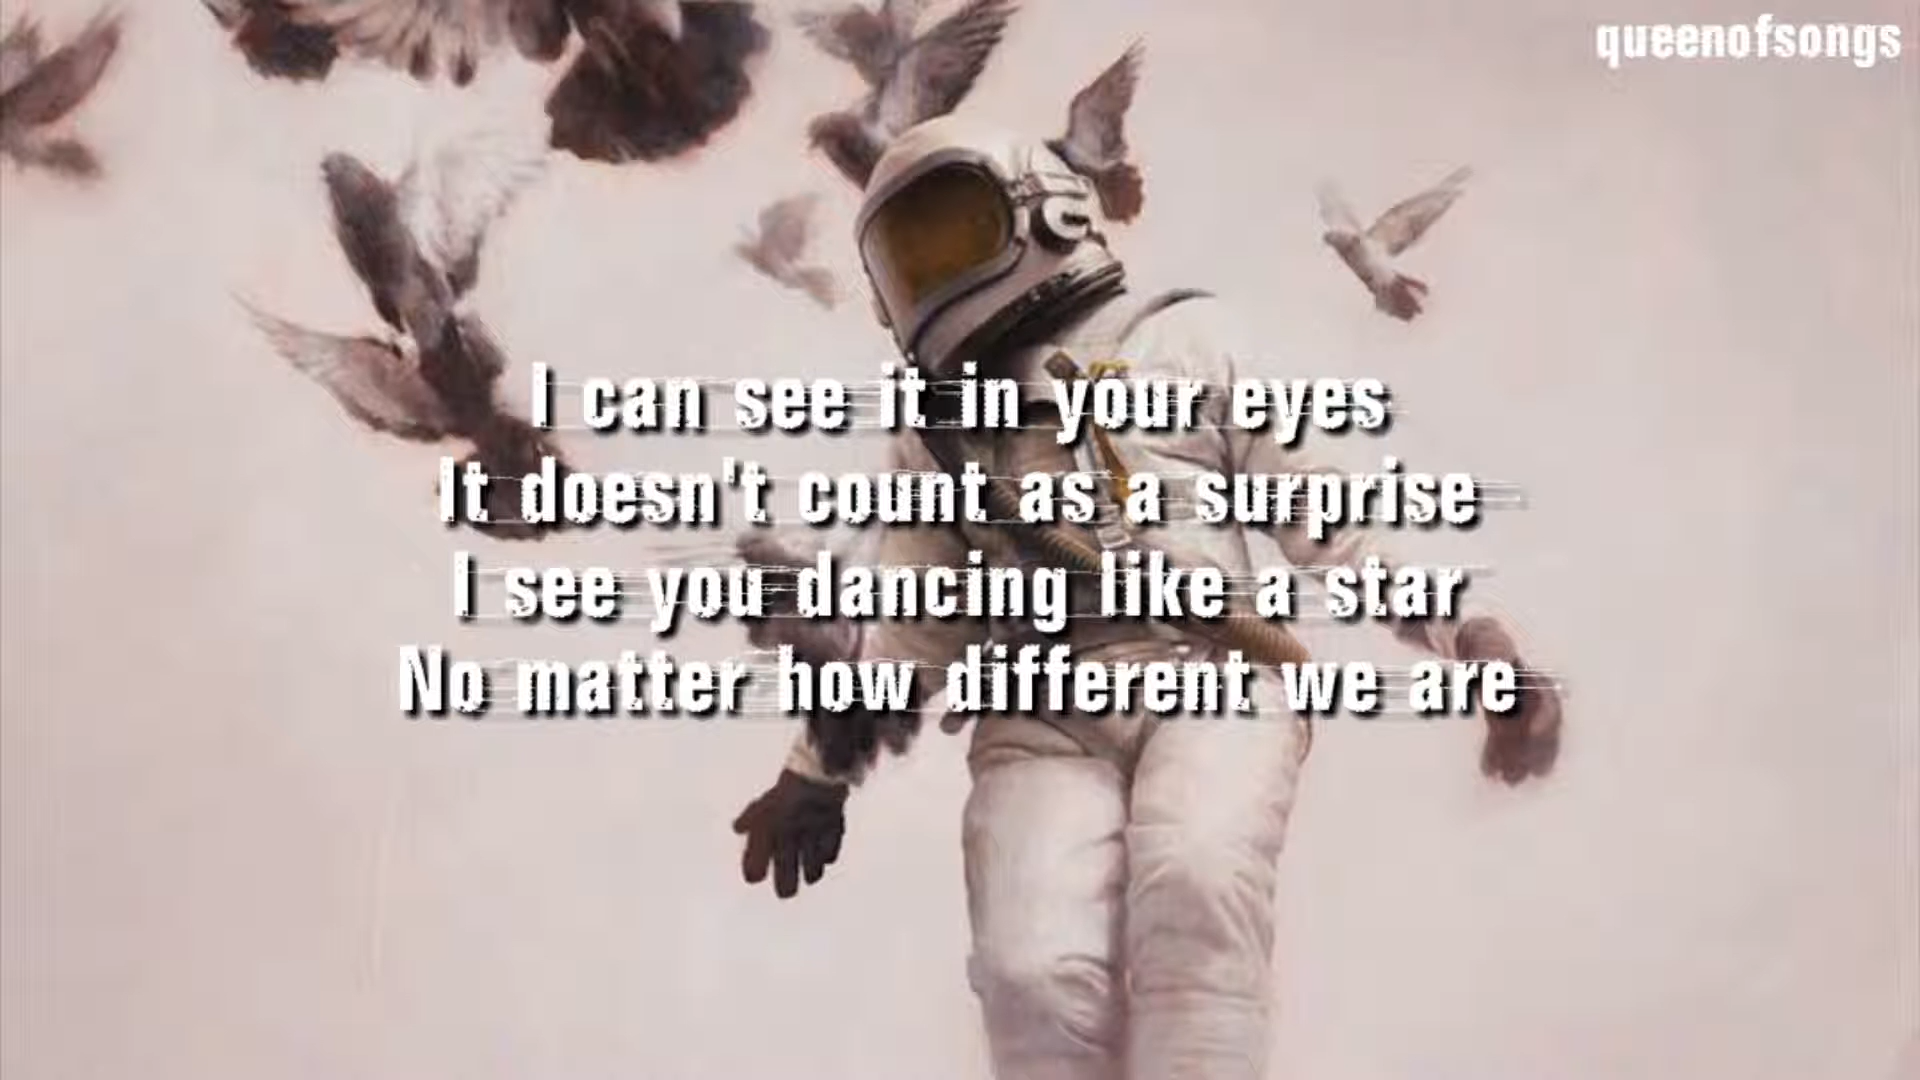 queenofsongs
I can see it in your eyes
It doesn't count as a surprise
I see you dancing like a star
No matter how different we are